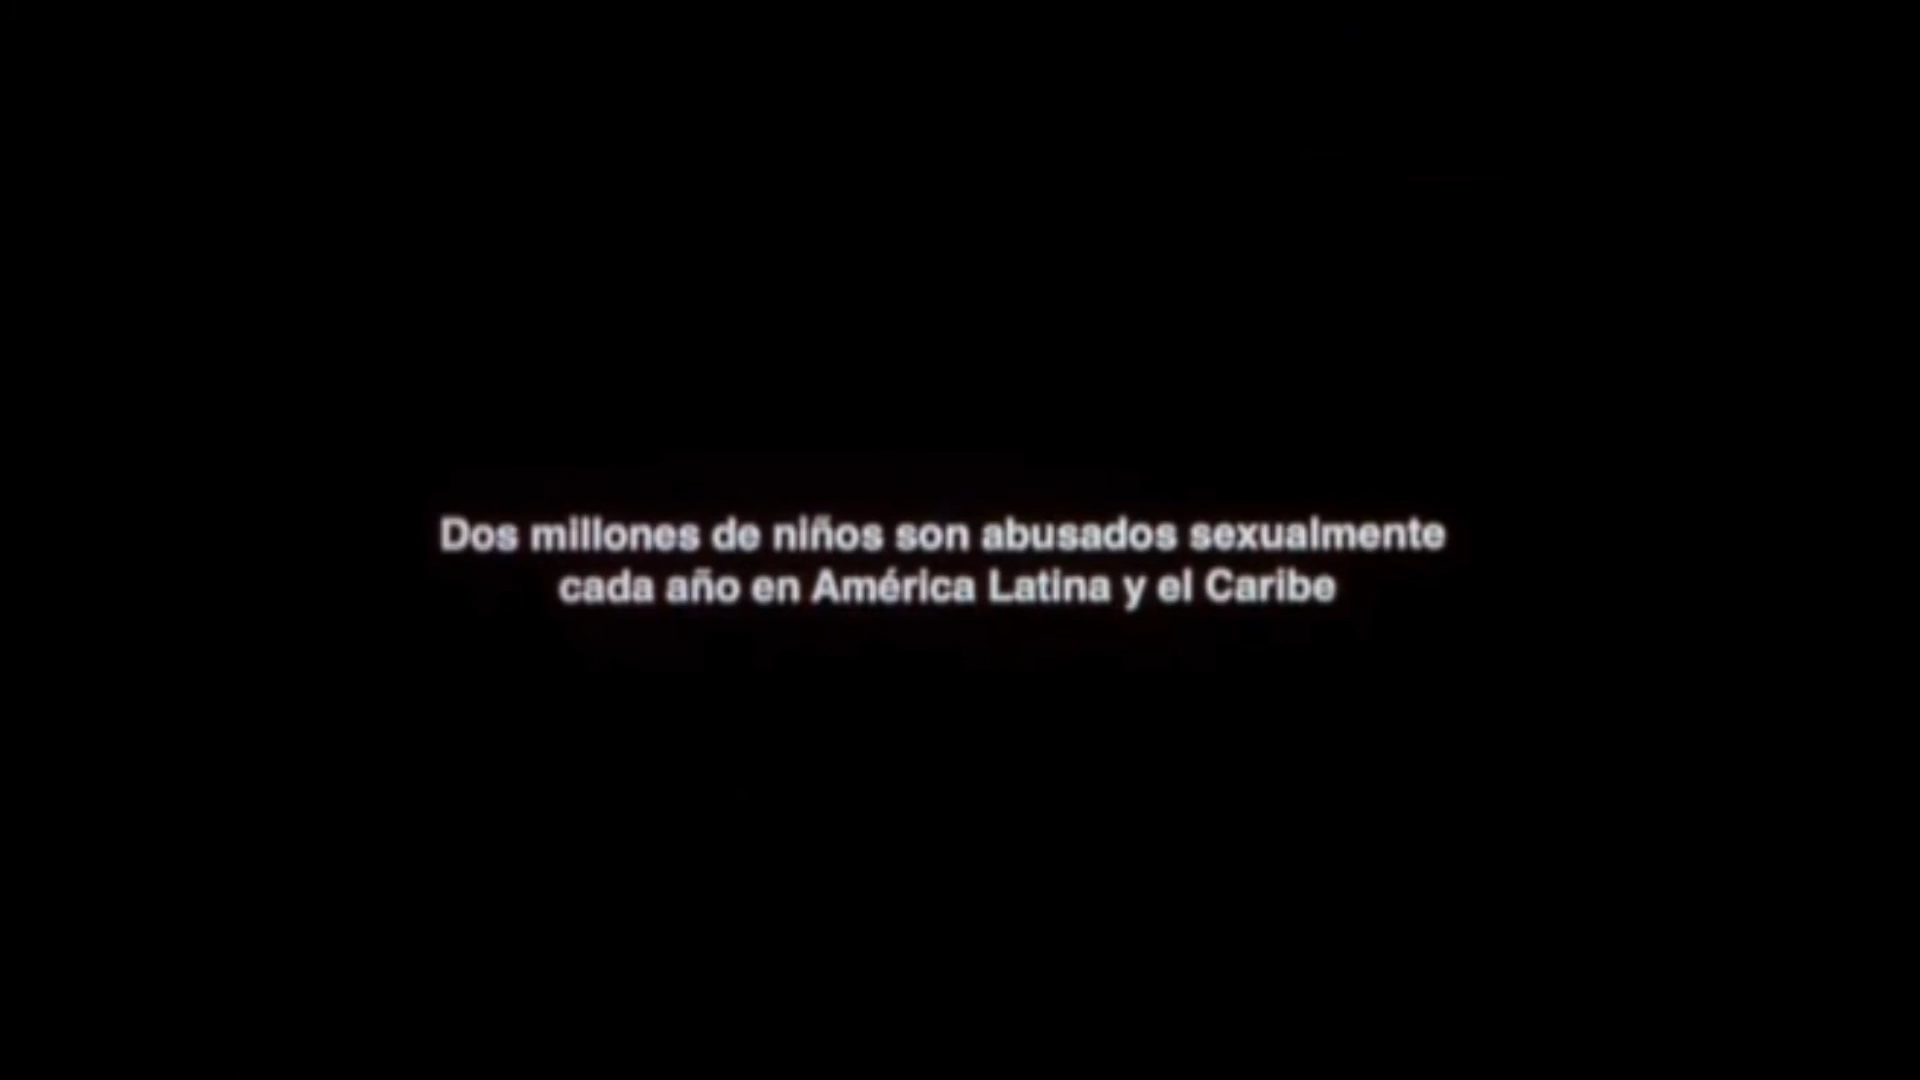 Dos millones de niños son abusados sexualmente
cada año en América Latina y el Caribe